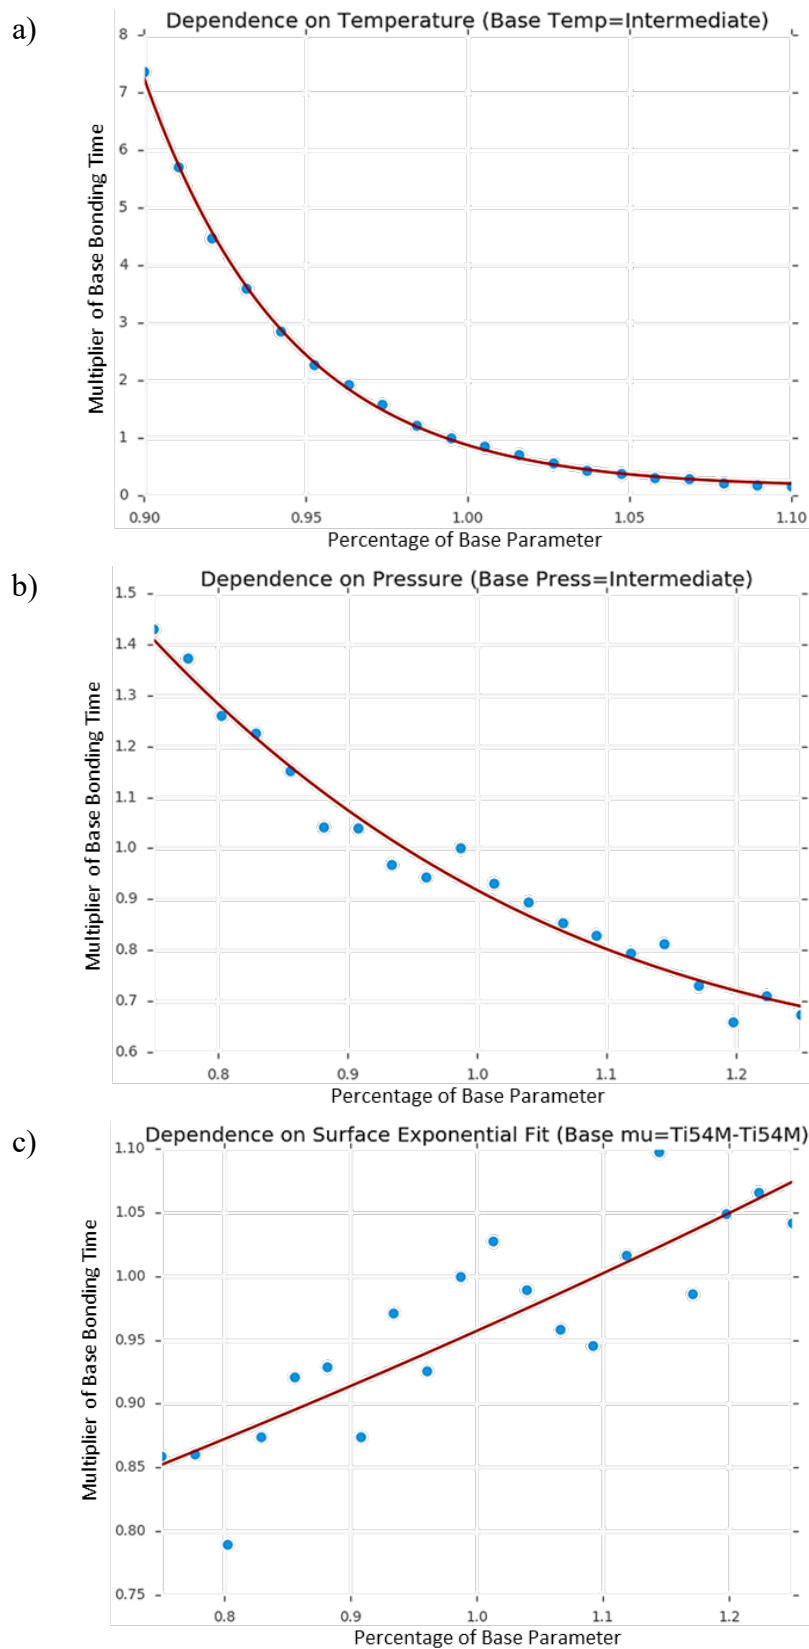 a)
Dependence on Temperature (Base Temp=Intermediate)
8
7
6
5
4
3
2
1
0
Multiplier of Base Bonding Time
0.90 0.95 1.00 1.05 1.10
Percentage of Base Parameter
b)
Dependence on Pressure (Base Press=Intermediate)
1.5
1.4
1.3
1.2
1.1
1.0
0.9
0.8
0.7
0.6
Multiplier of Base Bonding Time
0.8 0.9 1.0 1.1 1.2
Percentage of Base Parameter
c)
Dependence on Surface Exponential Fit (Base mu=Ti54M-Ti54M)
1.10
1.05
1.00
0.95
0.90
0.85
0.80
0.75
Multiplier of Base Bonding Time
0.8 0.9 1.0 1.1 1.2
Percentage of Base Parameter